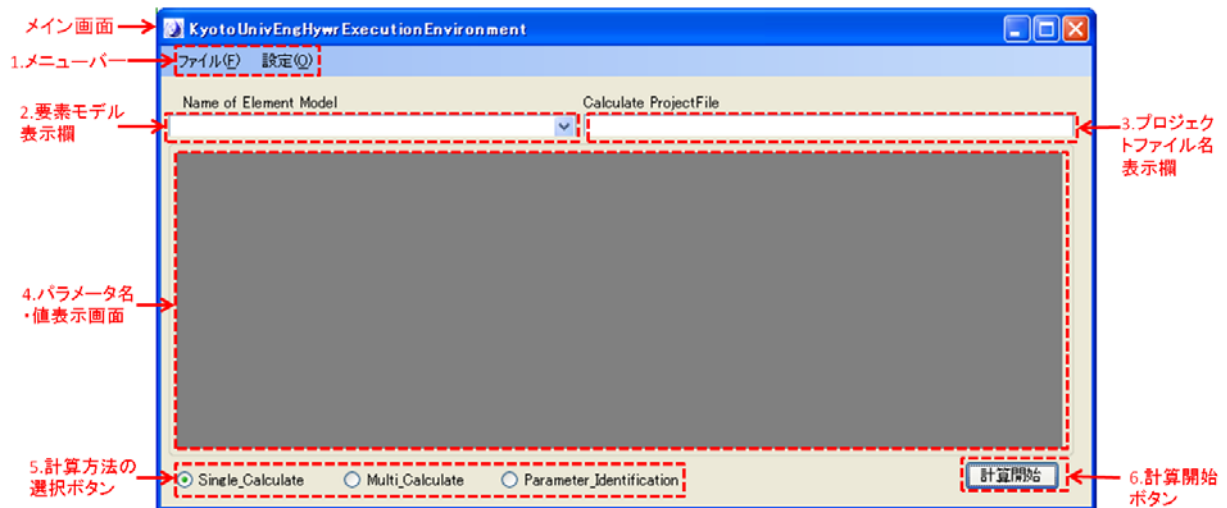 メイン画面
KyotoUnivEngHywrExecutionEnvironment
1.メニューバー
ファイル(F) 設定(O)
Name of Element Model
Calculate ProjectFile
2.要素モデル
表示欄
3.プロジェク
トファイル名
表示欄
4.パラメータ名
・値表示画面
5.計算方法の
選択ボタン
Single_Calculate
Multi_Calculate
Parameter_Identification
計算開始
6.計算開始
ボタン